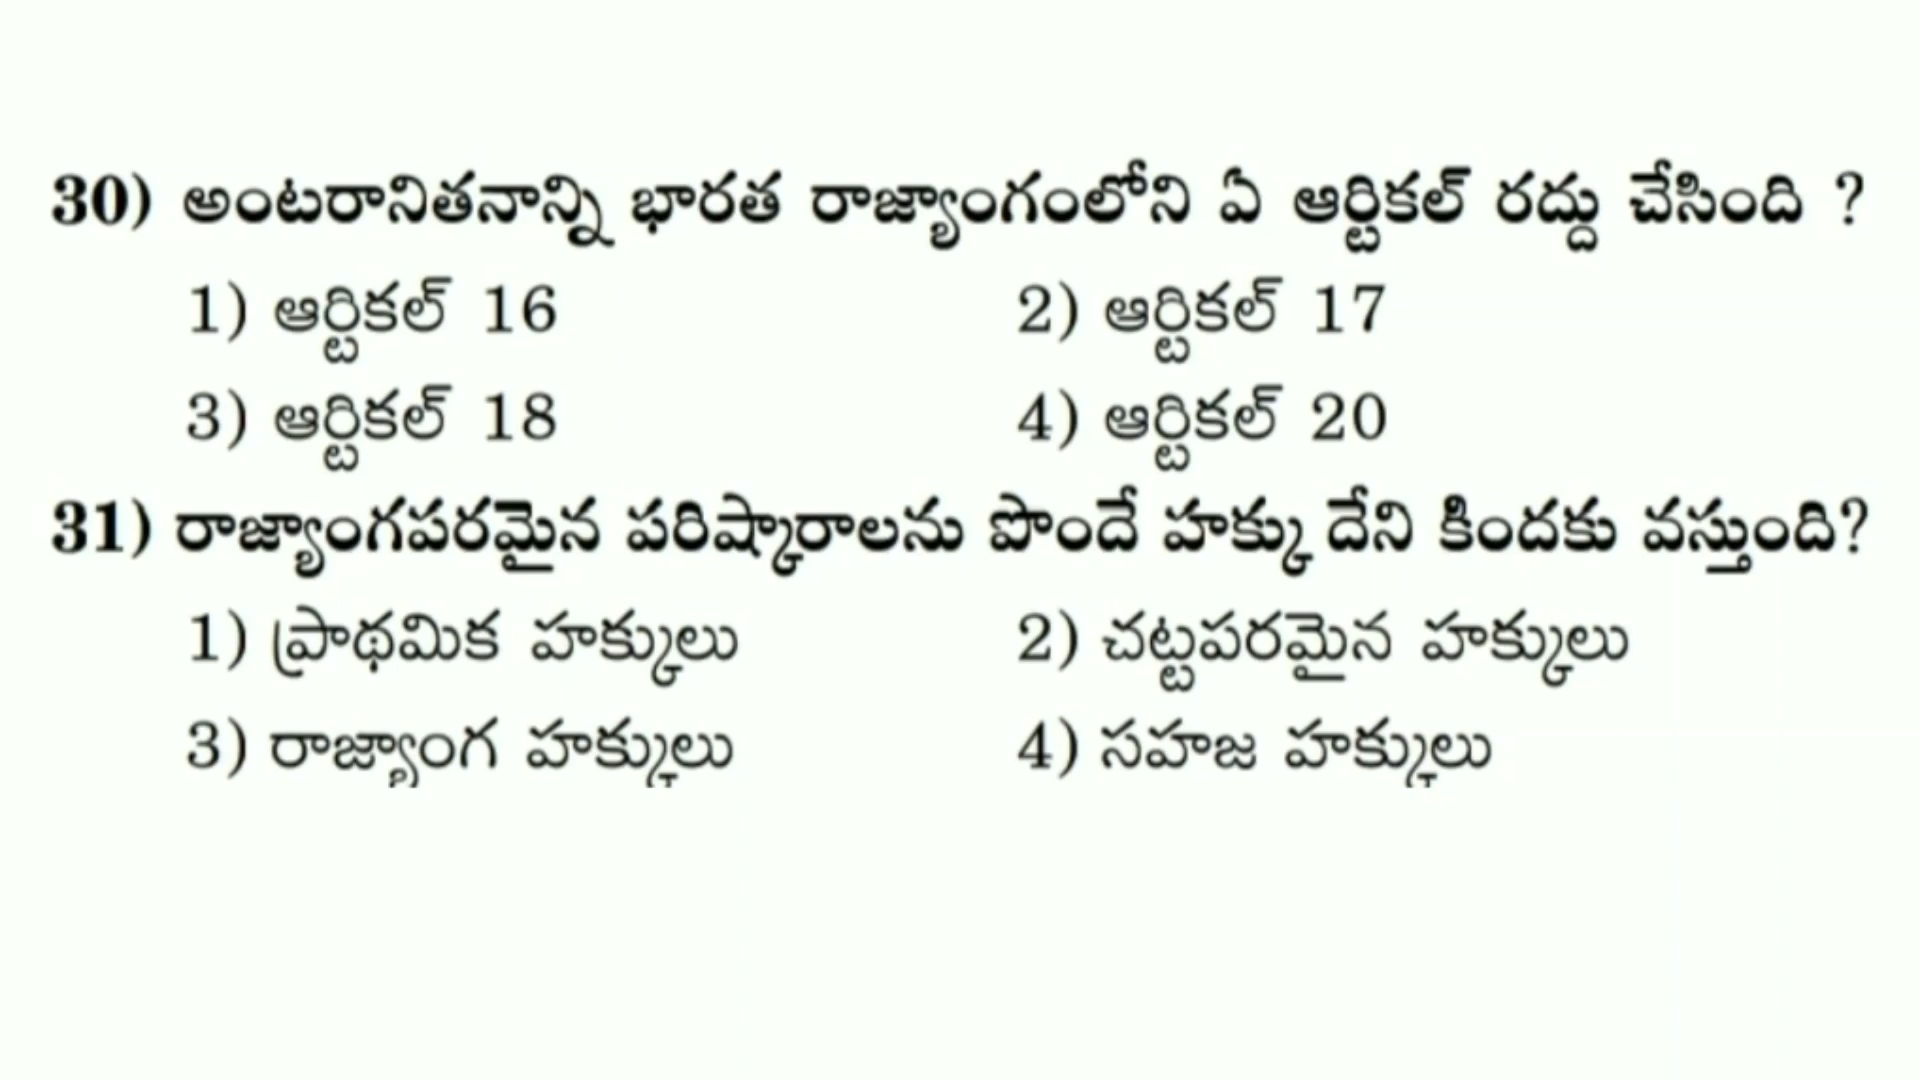 30) అంటరానితనాన్ని భారత రాజ్యాంగంలోని ఏ ఆర్టికల్ రద్దు చేసింది ?
1) ఆర్టికల్ 16 2) ఆర్టికల్ 17
3) ఆర్టికల్ 18 4) ఆర్టికల్ 20
31) రాజ్యాంగపరమైన పరిష్కారాలను పొందే హక్కు దేని కిందకు వస్తుంది?
1) ప్రాథమిక హక్కులు 2) చట్టపరమైన హక్కులు
3) రాజ్యాంగ హక్కులు 4) సహజ హక్కులు